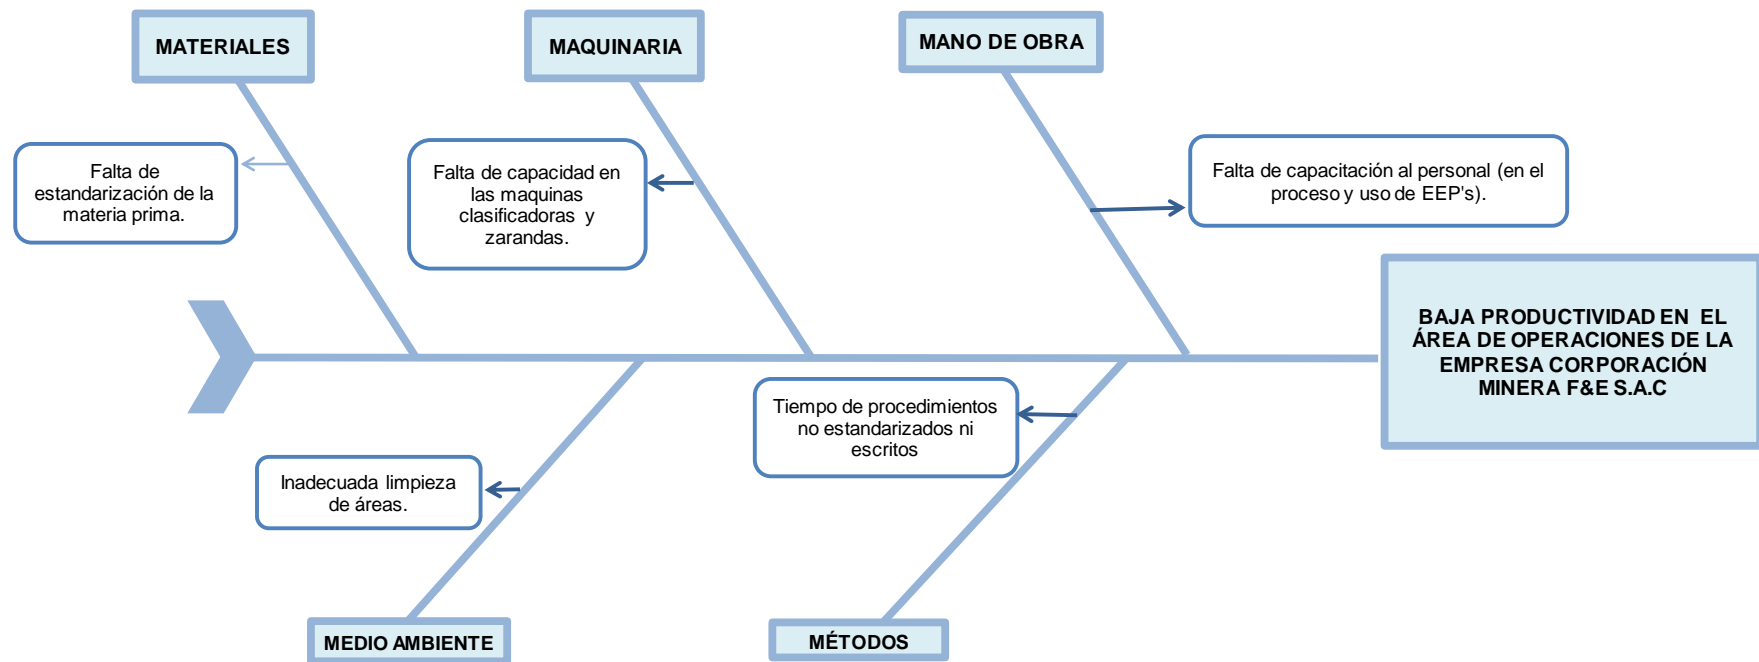 MATERIALES
MAQUINARIA
MANO DE OBRA
Falta de
estandarización de la
materia prima.
Falta de capacidad en
las maquinas
clasificadoras y
zarandas.
Falta de capacitación al personal (en el
proceso y uso de EEP's).
BAJA PRODUCTIVIDAD EN EL
ÁREA DE OPERACIONES DE LA
EMPRESA CORPORACIÓN
MINERA F&E S.A.C
Tiempo de procedimientos
no estandarizados ni
escritos
Inadecuada limpieza
de áreas.
MEDIO AMBIENTE
MÉTODOS